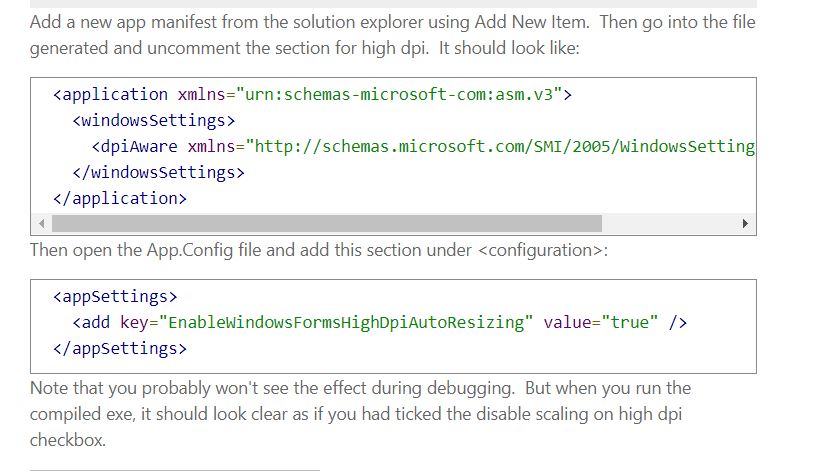 Add a new app manifest from the solution explorer using Add New Item.  Then go into the file
generated and uncomment the section for high dpi.  It should look like:
<application xmlns="urn:schemas-microsoft-com:asm.v3">
<windowsSettings>
<dpiAware xmlns="http://schemas.microsoft.com/SMI/2005/WindowsSetting
</windowsSettings>
</application>
Then open the App.Config file and add this section under <configuration>:
<appSettings>
<add key="EnableWindowsFormsHighDpiAutoResizing" value="true" />
</appSettings>
Note that you probably won't see the effect during debugging.  But when you run the
compiled exe, it should look clear as if you had ticked the disable scaling on high dpi
checkbox.